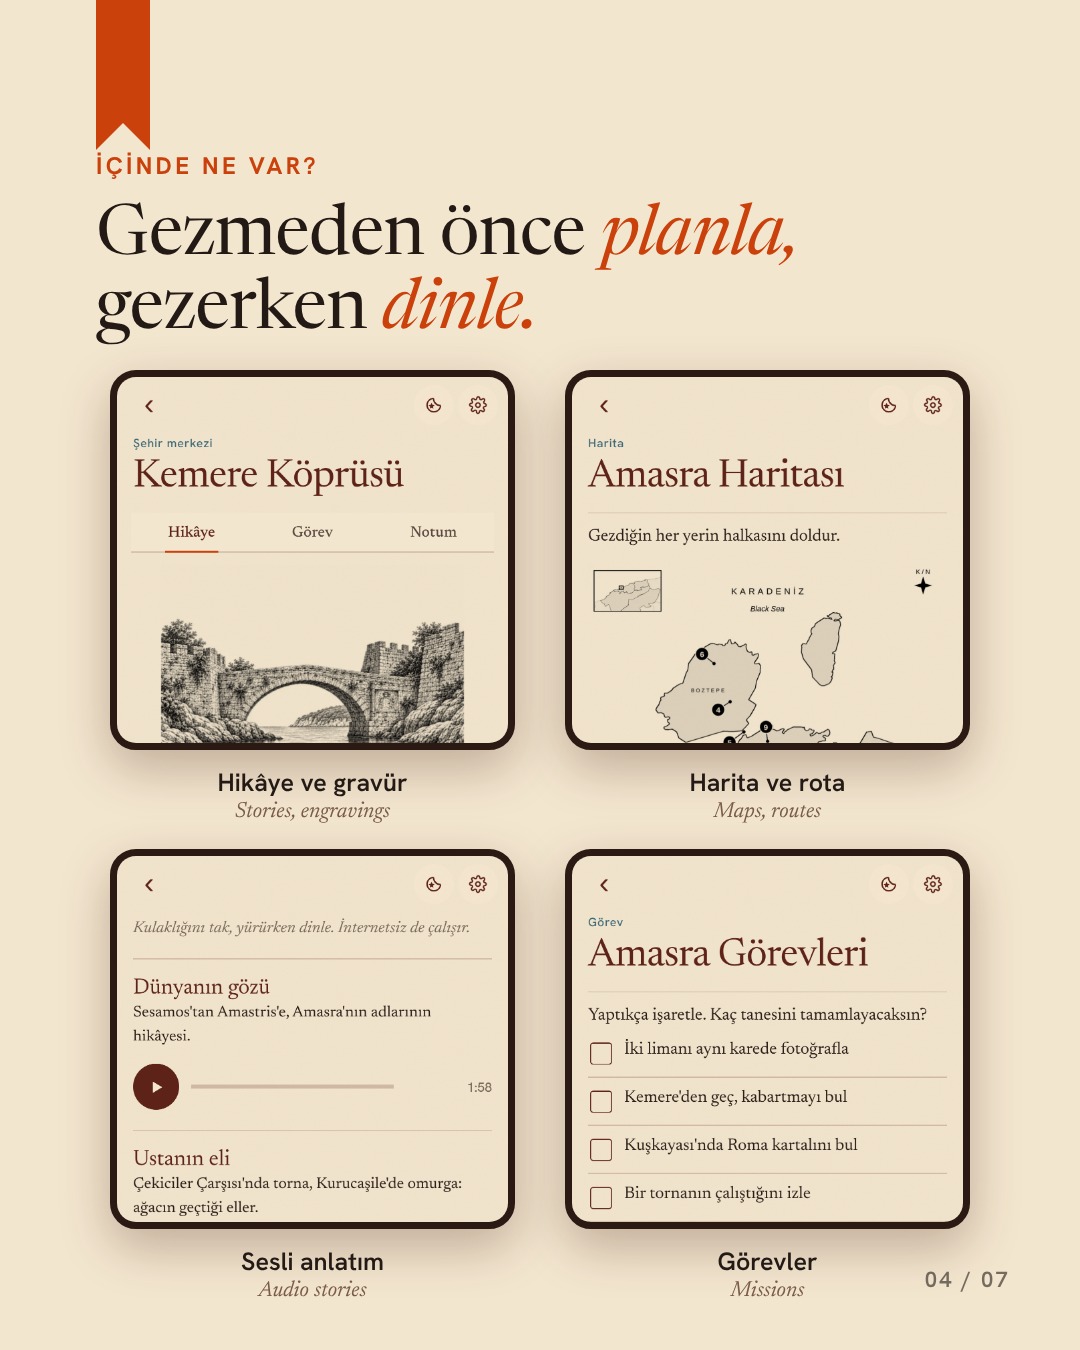 İÇİNDE NE VAR?
Gezmeden önce planla,
gezerken dinle.
Şehir merkezi
Kemere Köprüsü
Hikâye Görev Notum
Hikâye ve gravür
Stories, engravings
Harita
Amasra Haritası
Gezdiğin her yerin halkasını doldur.
K/N
KARADENİZ
Black Sea
6
BOZTEPE
4
9
5
Harita ve rota
Maps, routes
Kulaklığını tak, yürürken dinle. İnternetsiz de çalışır.
Dünyanın gözü
Sesamos'tan Amastris'e, Amasra'nın adlarının
hikâyesi.
1:58
Ustanın eli
Çekiciler Çarşısı'nda torna, Kurucaşile'de omurga:
ağacın geçtiği eller.
Sesli anlatım
Audio stories
Görev
Amasra Görevleri
Yaptıkça işaretle. Kaç tanesini tamamlayacaksın?
İki limanı aynı karede fotoğrafla
Kemere'den geç, kabartmayı bul
Kuşkayası'nda Roma kartalını bul
Bir tornanın çalıştığını izle
Görevler
Missions
04 / 07